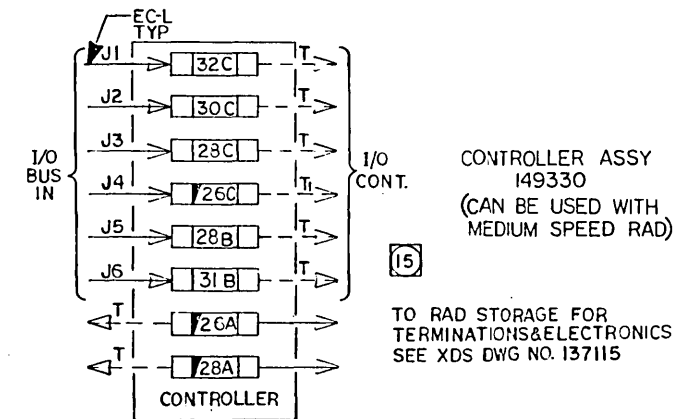 EC-L
TYP
J1 32C T
J2 30C T
J3 28C T
I/O
BUS
IN
J4 26C T1
I/O
CONT.
J5 28B T
J6 31B T
T 26A
T 28A
CONTROLLER
CONTROLLER ASSY
149330
(CAN BE USED WITH
MEDIUM SPEED RAD)
15
TO RAD STORAGE FOR
TERMINATIONS&ELECTRONICS
SEE XDS DWG NO. 137115